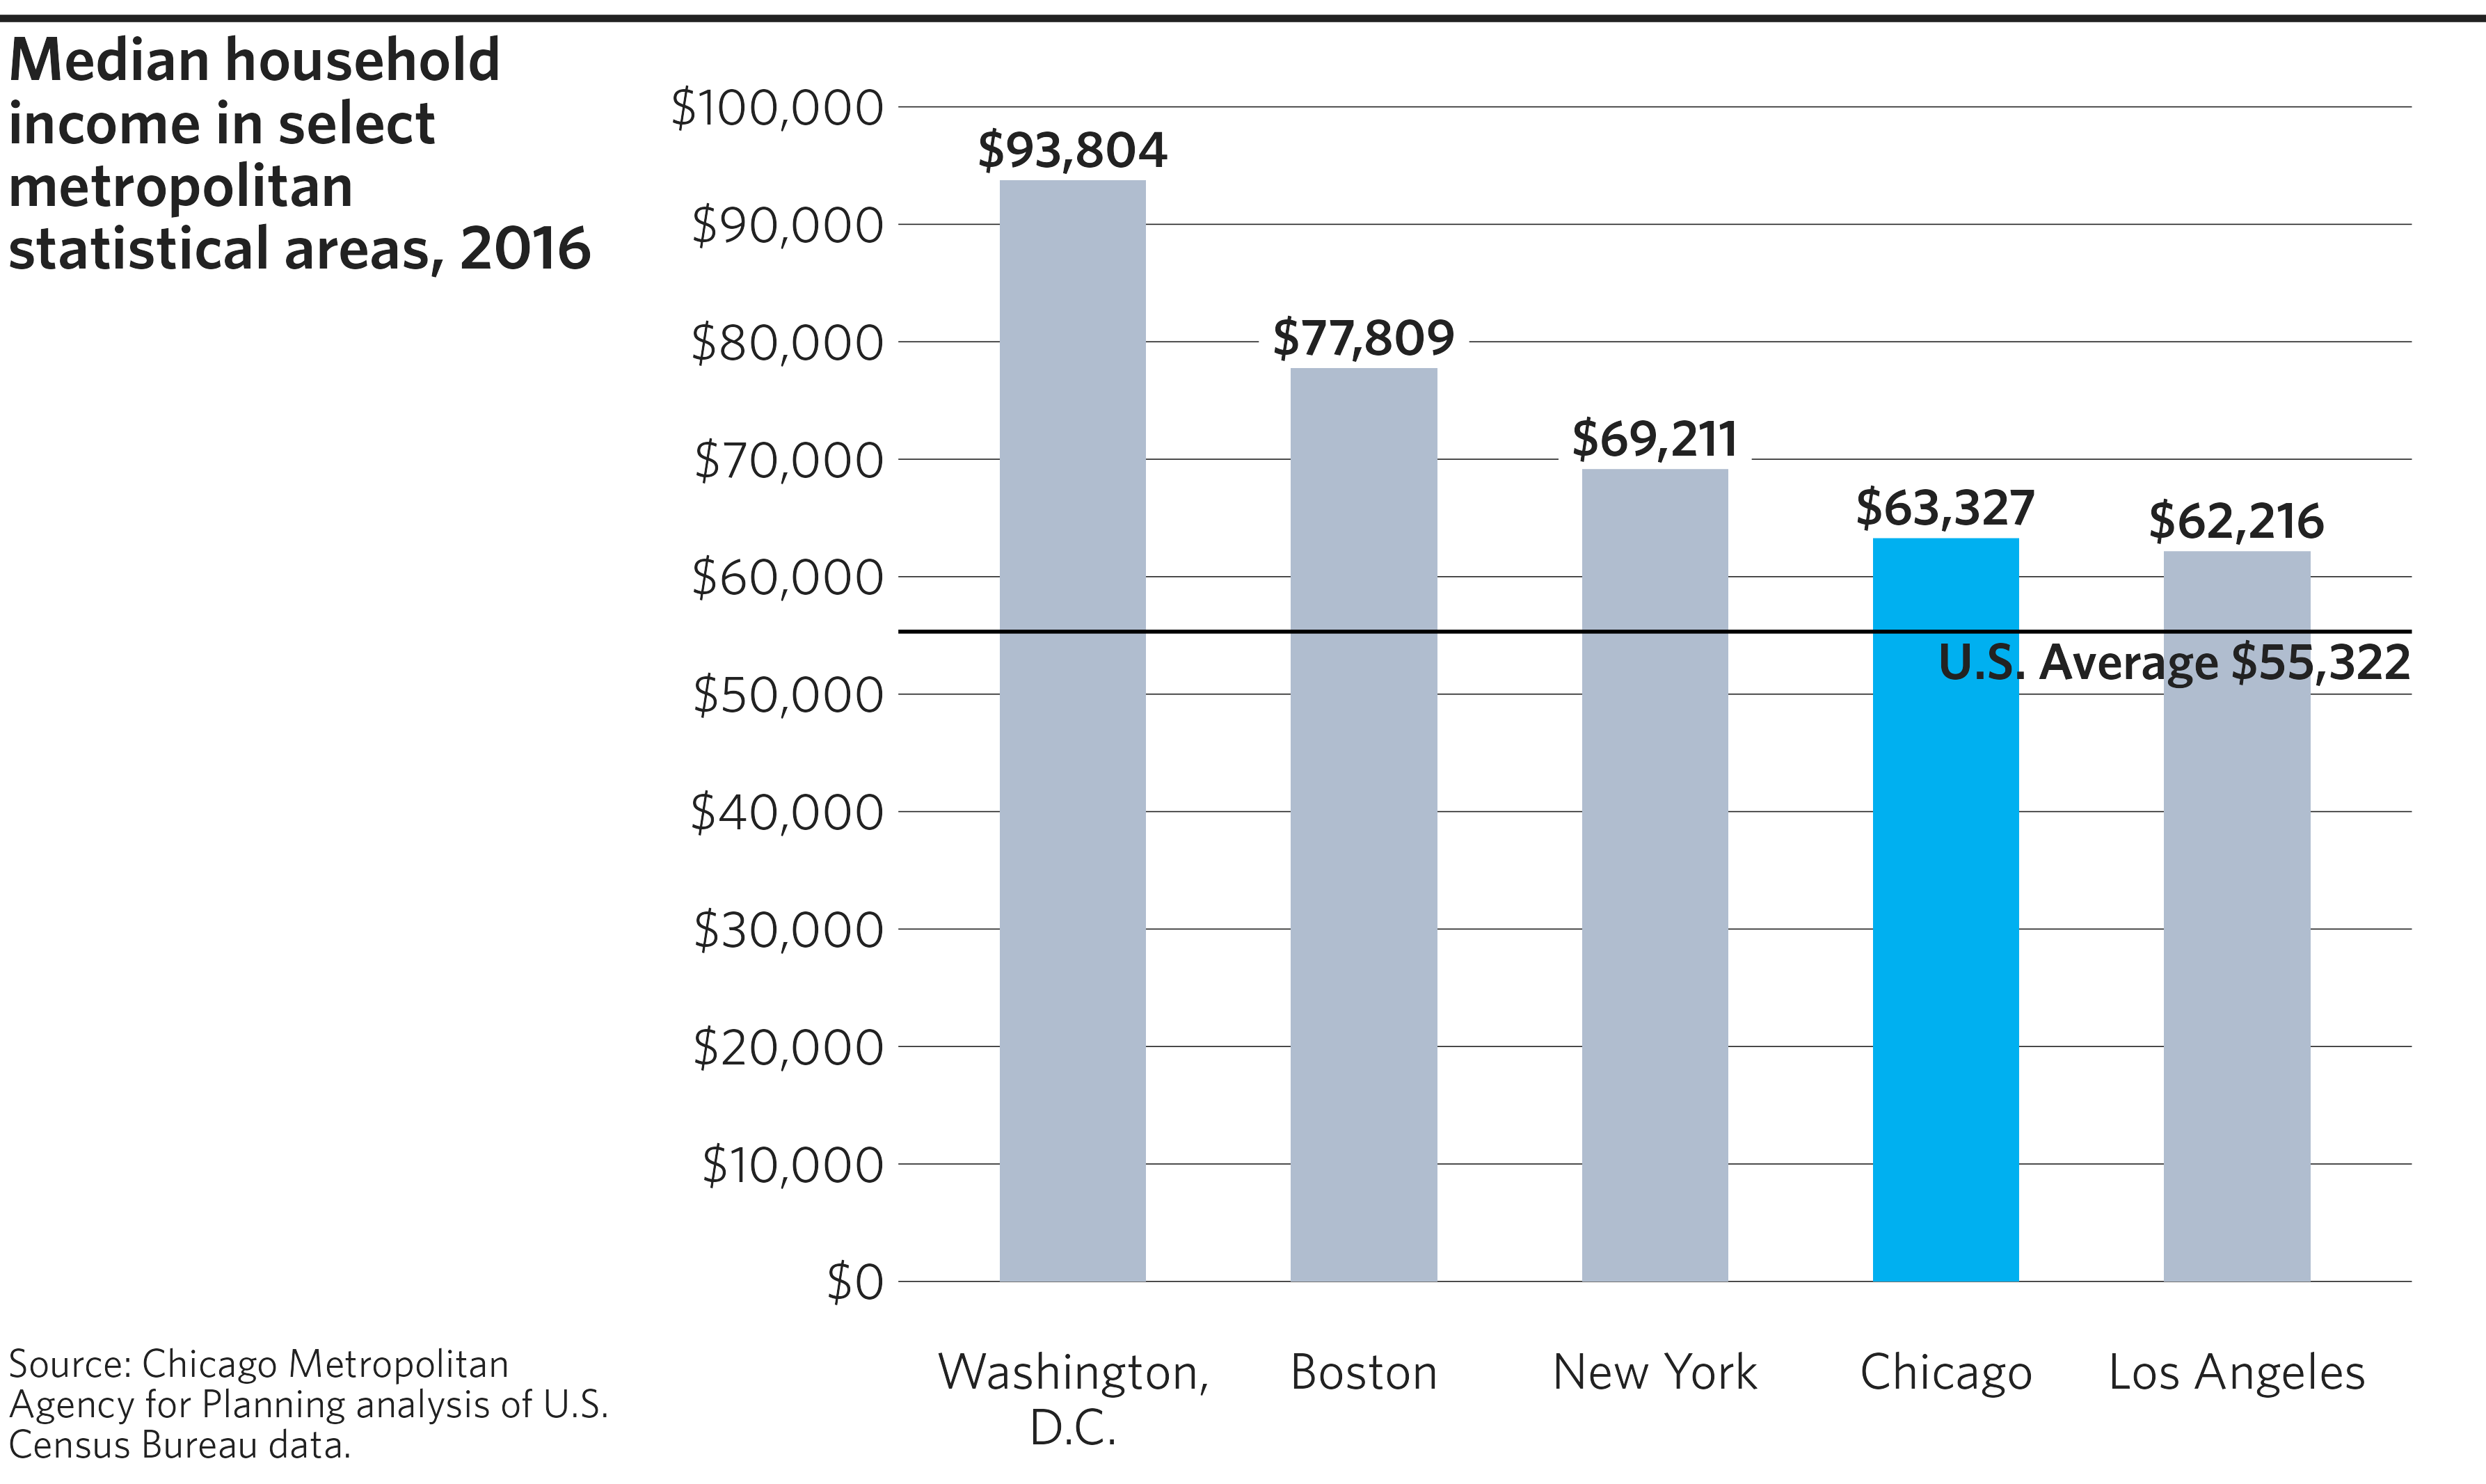 Median household
income in select
metropolitan
statistical areas, 2016
$100,000
$90,000
$80,000
$70,000
$60,000
$50,000
$40,000
$30,000
$20,000
$10,000
$0
$93,804
$77,809
$69,211
$63,327
$62,216
U.S. Average $55,322
Washington,
D.C.
Boston
New York
Chicago
Los Angeles
Source: Chicago Metropolitan
Agency for Planning analysis of U.S.
Census Bureau data.